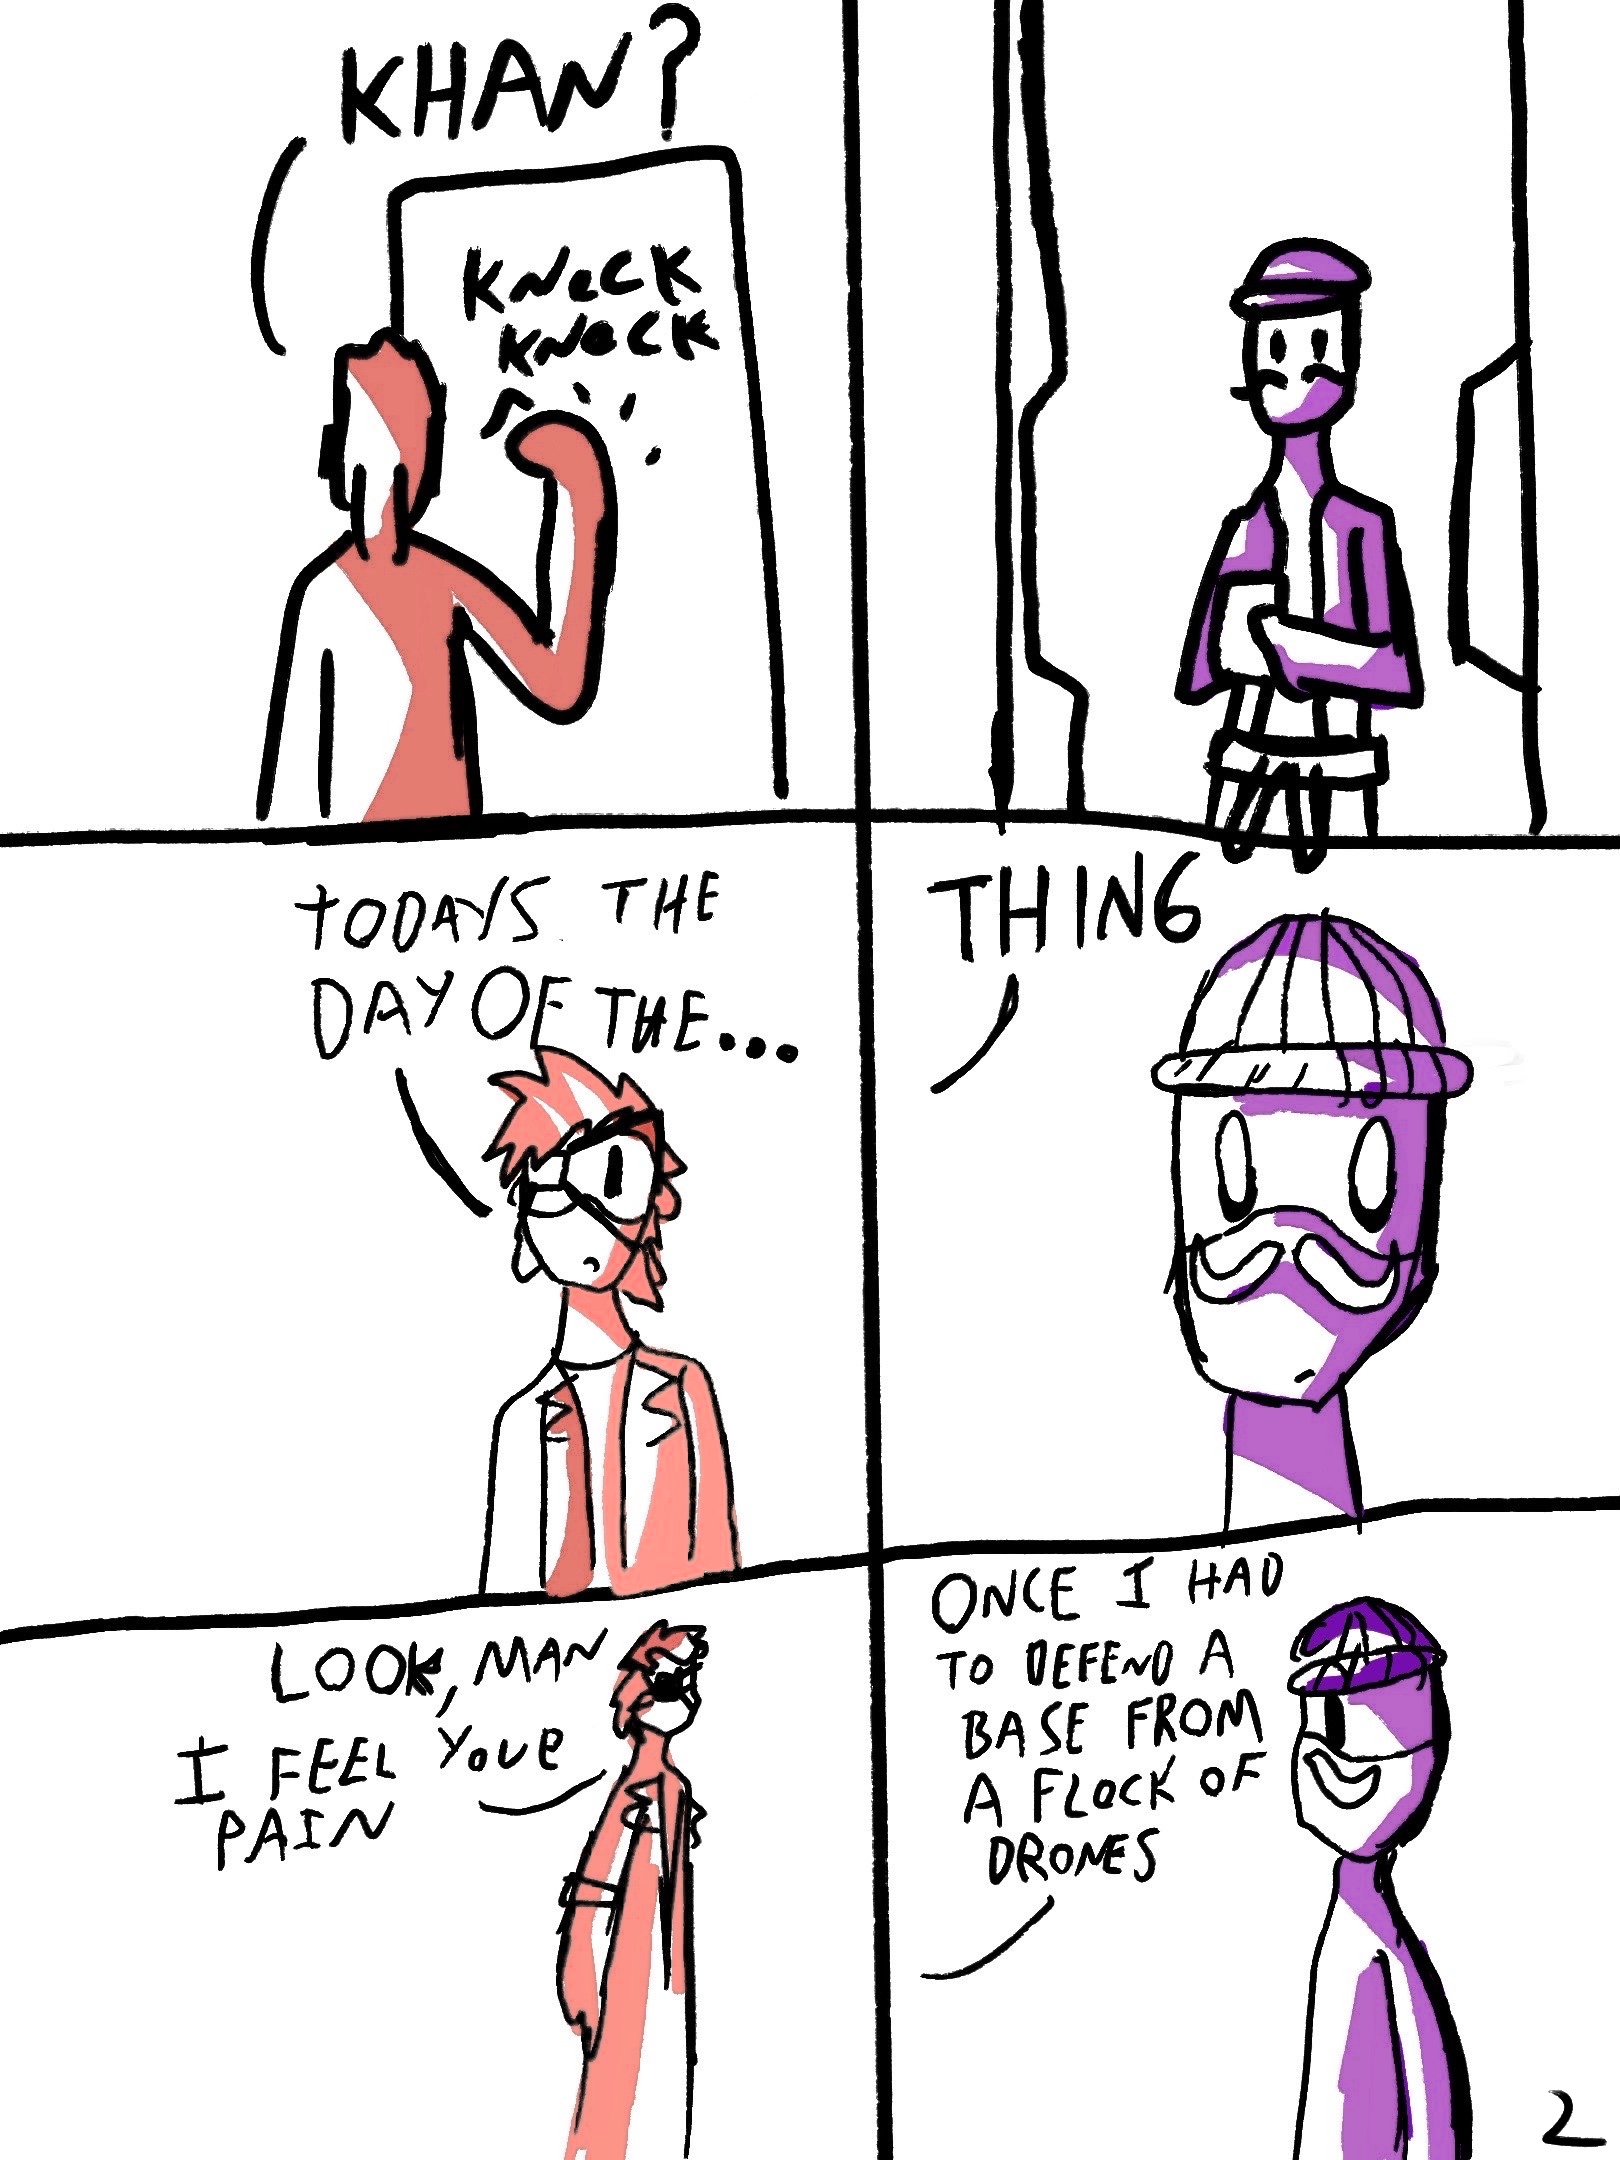 KHAN?
KNOCK
KNOCK
TODAYS THE
DAY OF THE...
THING
LOOK, MAN
I FEEL YOUE
PAIN
ONCE I HAD
TO DEFEND A
BASE FROM
A FLOCK OF
DRONES
2